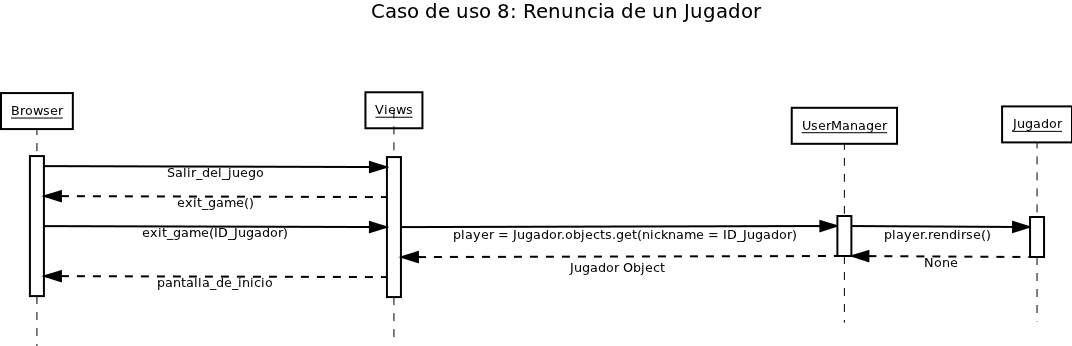 Caso de uso 8: Renuncia de un Jugador
Browser
Views
UserManager
Jugador
Salir_del_juego
exit_game()
exit_game(ID_Jugador)
player = Jugador.objects.get(nickname = ID_Jugador)
player.rendirse()
Jugador Object
None
pantalla_de_inicio